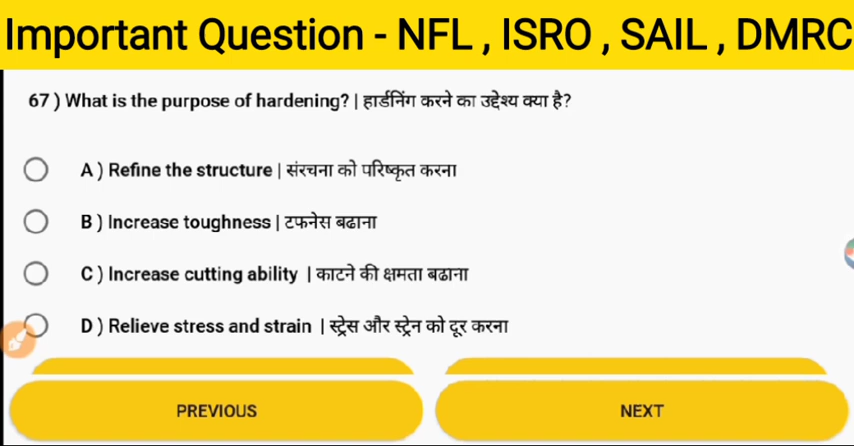 Important Question - NFL , ISRO , SAIL , DMRC
67 ) What is the purpose of hardening? | हार्डनिंग करने का उद्देश्य क्या है?
A ) Refine the structure | संरचना को परिष्कृत करना
B ) Increase toughness | टफनेस बढाना
C ) Increase cutting ability | काटने की क्षमता बढाना
D ) Relieve stress and strain | स्ट्रेस और स्ट्रेन को दूर करना
PREVIOUS
NEXT